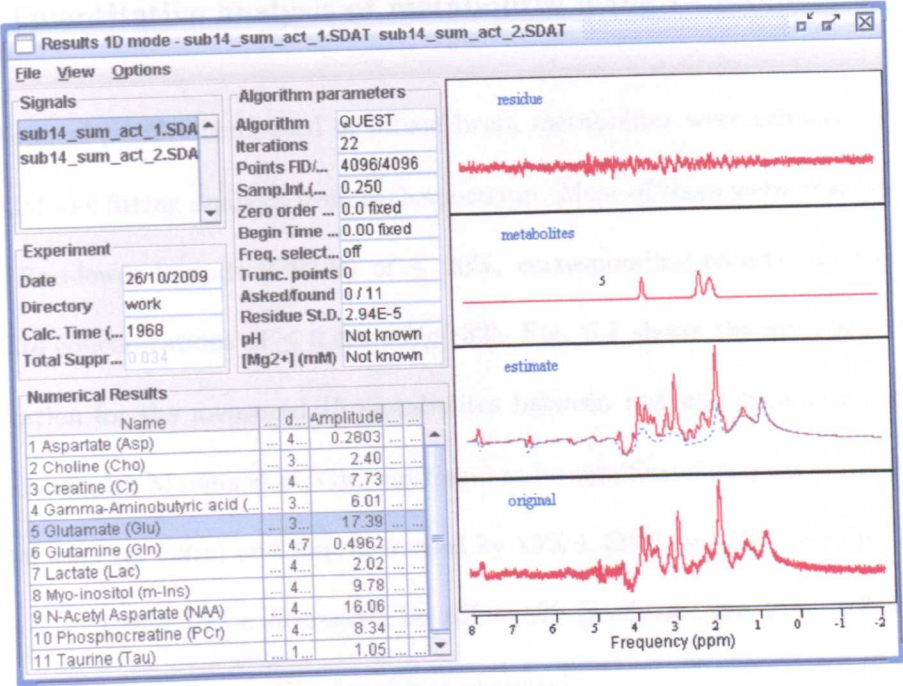 Results 1D mode - sub14_sum_act_1.SDAT sub14_sum_act_2.SDAT
File View Options
Signals
sub14_sum_act_1.SDA
sub14_sum_act_2.SDA
Experiment
Date 26/10/2009
Directory work
Calc. Time (... 1968
Total Suppr... 0.034
Algorithm parameters
Algorithm QUEST
Iterations 22
Points FID/... 4096/4096
Samp.Int.(... 0.250
Zero order ... 0.0 fixed
Begin Time ... 0.00 fixed
Freq. select... off
Trunc. points 0
Asked/found 0 / 11
Residue St.D. 2.94E-5
pH Not known
[Mg2+] (mM) Not known
Numerical Results
Name ... d... Amplitude ... ...
1 Aspartate (Asp) ... 4... 0.2803 ... ...
2 Choline (Cho) ... 3... 2.40 ... ...
3 Creatine (Cr) ... 4... 7.73 ... ...
4 Gamma-Aminobutyric acid (... ... 3... 6.01 ... ...
5 Glutamate (Glu) ... 3... 17.39 ... ...
6 Glutamine (Gln) ... 4.7 0.4962 ... ...
7 Lactate (Lac) ... 4... 2.02 ... ...
8 Myo-inositol (m-Ins) ... 4... 9.78 ... ...
9 N-Acetyl Aspartate (NAA) ... 4... 16.06 ... ...
10 Phosphocreatine (PCr) ... 4... 8.34 ... ...
11 Taurine (Tau) ... 1... 1.05 ... ...
residue
metabolites
5
estimate
original
8 7 6 5 4 3 2 1 0 -1 -2
Frequency (ppm)